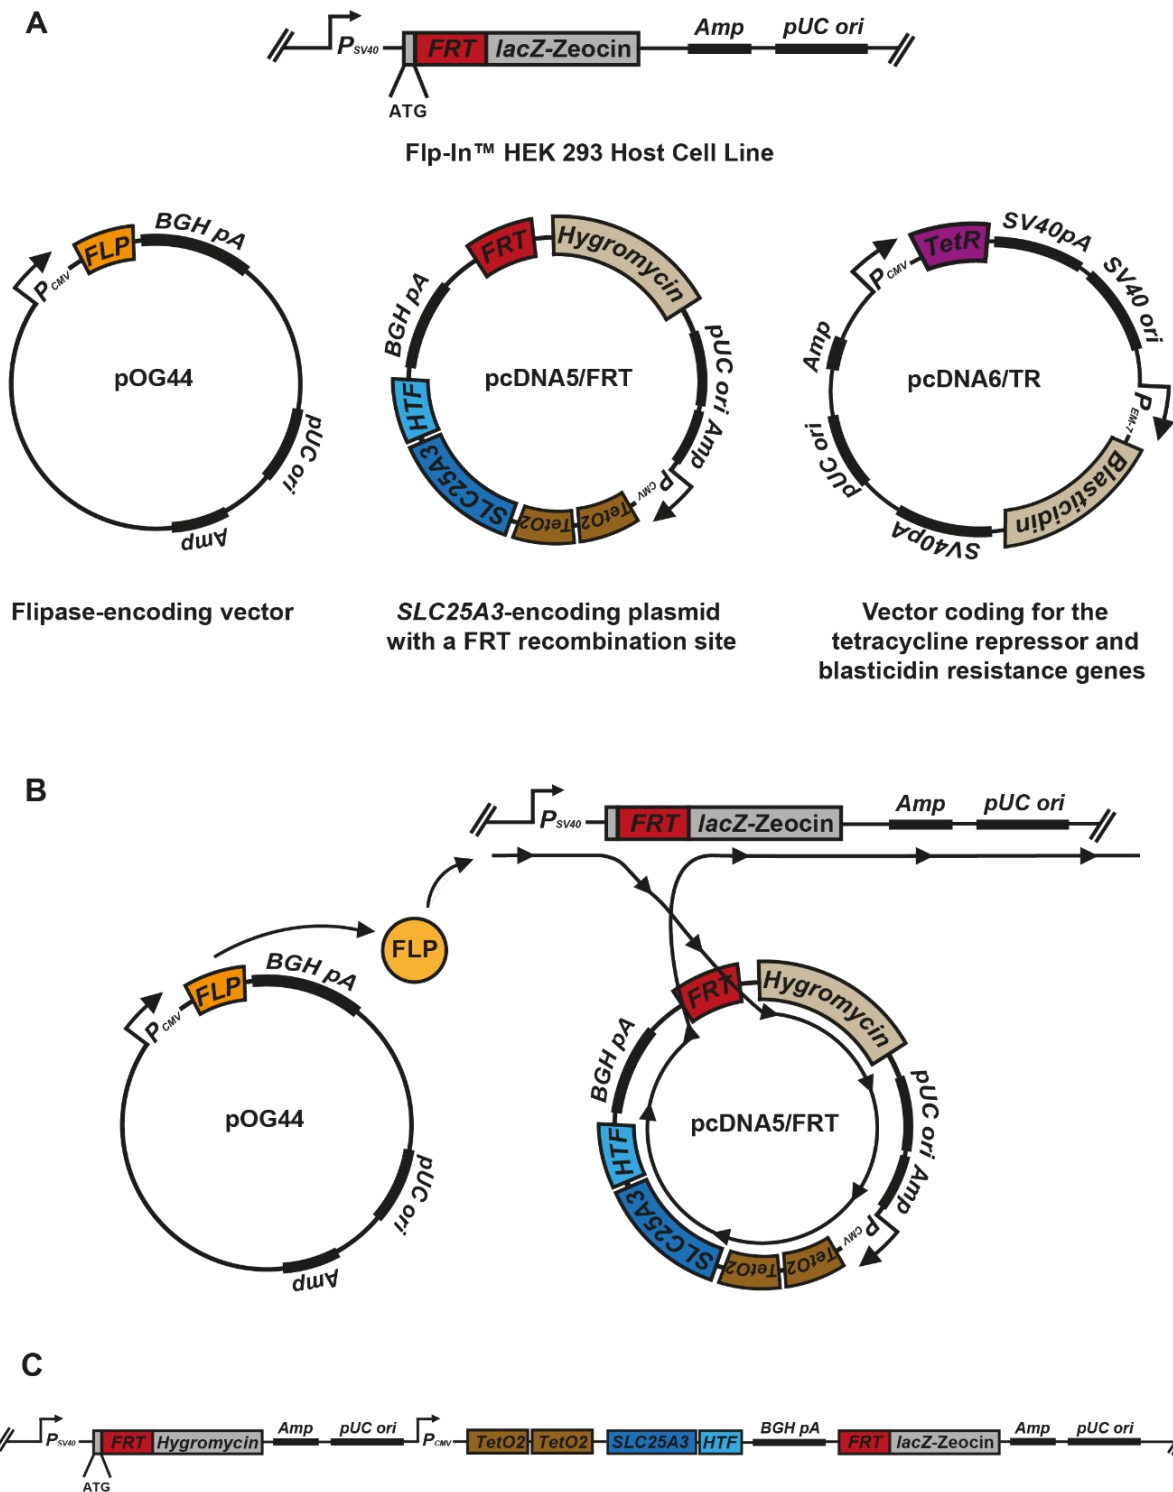 A
P SV40
FRT
lacZ-Zeocin
Amp
pUC ori
ATG
Flp-In™ HEK 293 Host Cell Line
P CMV
FLP
BGH pA
pOG44
pUC ori
Amp
FRT
Hygromycin
BGH pA
pcDNA5/FRT
pUC ori
Amp
HTF
SLC25A3
TetO2
TetO2
P CMV
P CMV
TetR
SV40pA
SV40 ori
Amp
pcDNA6/TR
P EM-7
pUC ori
SV40pA
Blasticidin
Flipase-encoding vector
SLC25A3-encoding plasmid
with a FRT recombination site
Vector coding for the
tetracycline repressor and
blasticidin resistance genes
B
P SV40
FRT
lacZ-Zeocin
Amp
pUC ori
FLP
P CMV
FLP
BGH pA
pOG44
pUC ori
Amp
FRT
Hygromycin
BGH pA
pcDNA5/FRT
pUC ori
Amp
HTF
SLC25A3
TetO2
TetO2
P CMV
C
P SV40
FRT
Hygromycin
Amp
pUC ori
P CMV
TetO2
TetO2
SLC25A3
HTF
BGH pA
FRT
lacZ-Zeocin
Amp
pUC ori
ATG